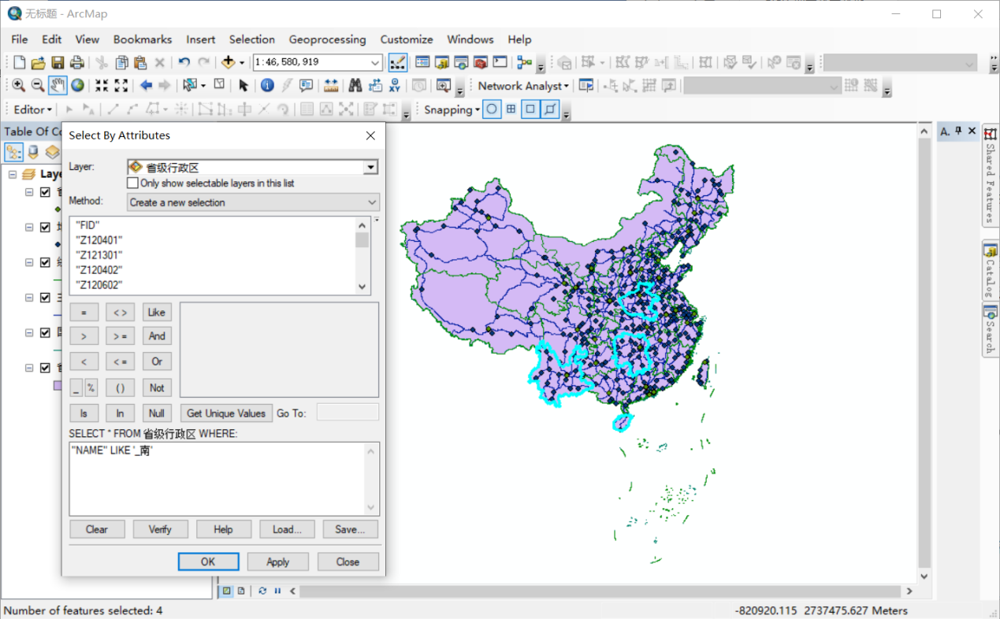 无标题 - ArcMap
File Edit View Bookmarks Insert Selection Geoprocessing Customize Windows Help
1:46,580,919
Network Analyst
Editor
Snapping
Table Of Co
A.
Select By Attributes
Layer:
省级行政区
Only show selectable layers in this list
Method:
Create a new selection
"FID"
"Z120401"
"Z121301"
"Z120402"
"Z120602"
= < > Like
> > = And
< < = Or
_ % ( ) Not
Is In Null Get Unique Values Go To:
SELECT * FROM 省级行政区 WHERE:
"NAME" LIKE '_南'
Clear Verify Help Load... Save...
OK Apply Close
Shared Features
Catalog
Search
Number of features selected: 4
-820920.115 2737475.627 Meters